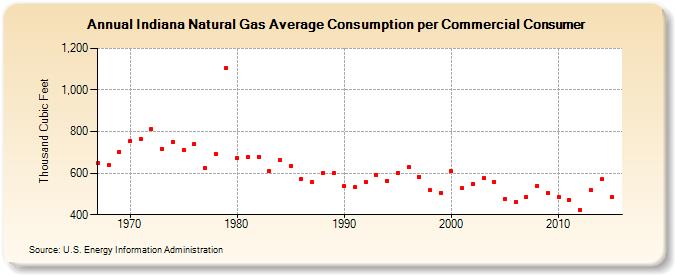 Annual Indiana Natural Gas Average Consumption per Commercial Consumer
Thousand Cubic Feet
1,200
1,000
800
600
400
1970 1980 1990 2000 2010
Source: U.S. Energy Information Administration